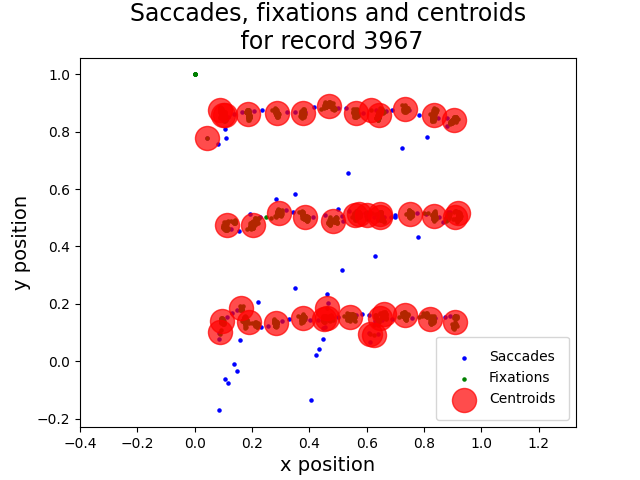 Saccades, fixations and centroids
for record 3967
y position
1.0
0.8
0.6
0.4
0.2
0.0
−0.2
−0.4
−0.2
0.0
0.2
0.4
0.6
0.8
1.0
1.2
x position
Saccades
Fixations
Centroids